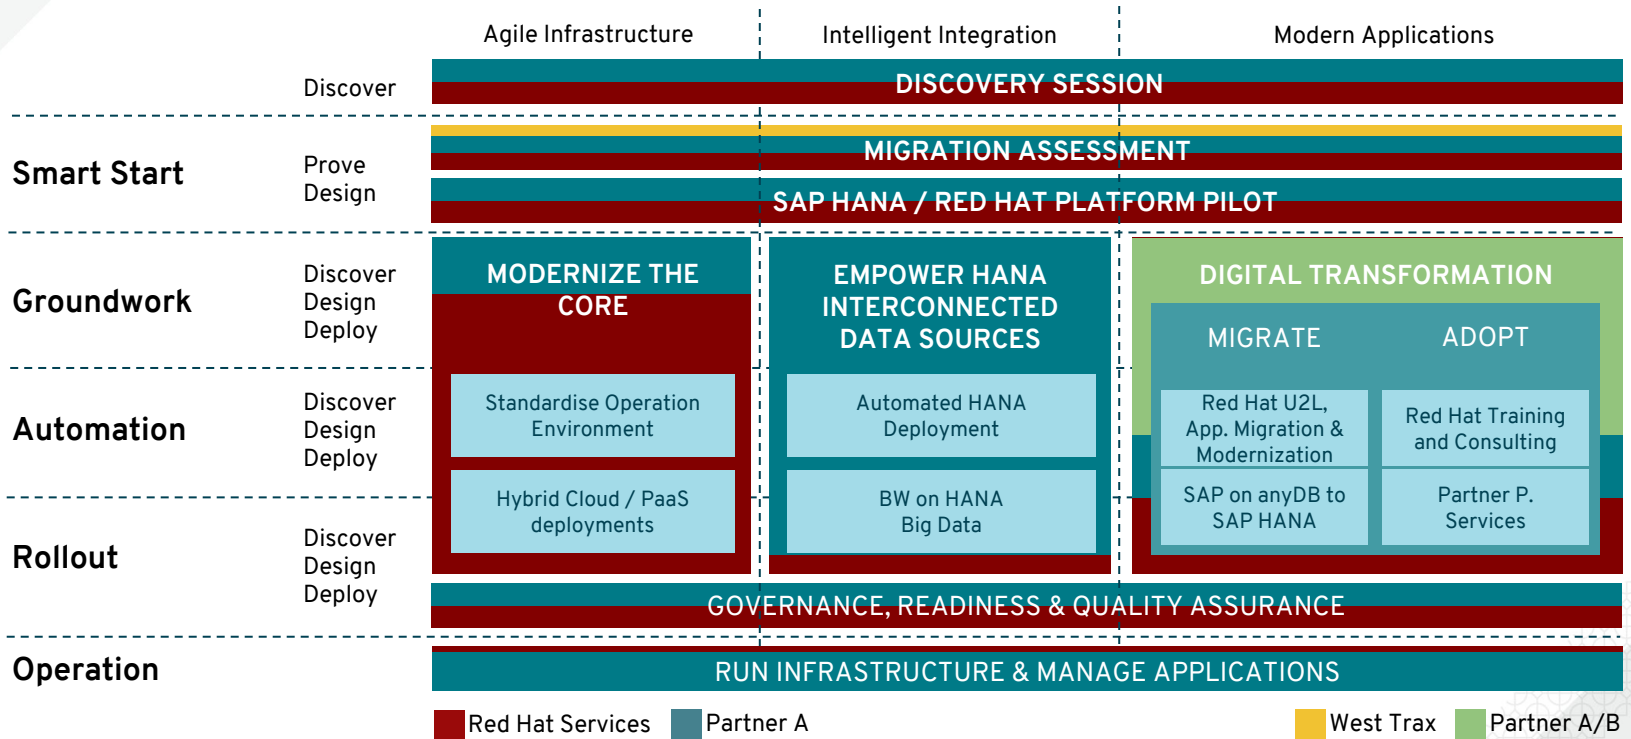 Agile Infrastructure
Intelligent Integration
Modern Applications
Discover
DISCOVERY SESSION
Smart Start
Prove
Design
MIGRATION ASSESSMENT
SAP HANA / RED HAT PLATFORM PILOT
Groundwork
Discover
Design
Deploy
MODERNIZE THE
CORE
EMPOWER HANA
INTERCONNECTED
DATA SOURCES
DIGITAL TRANSFORMATION
MIGRATE
ADOPT
Automation
Discover
Design
Deploy
Standardise Operation
Environment
Automated HANA
Deployment
Red Hat U2L,
App. Migration &
Modernization
Red Hat Training
and Consulting
Hybrid Cloud / PaaS
deployments
BW on HANA
Big Data
SAP on anyDB to
SAP HANA
Partner P.
Services
Rollout
Discover
Design
Deploy
GOVERNANCE, READINESS & QUALITY ASSURANCE
Operation
RUN INFRASTRUCTURE & MANAGE APPLICATIONS
Red Hat Services
Partner A
West Trax
Partner A/B